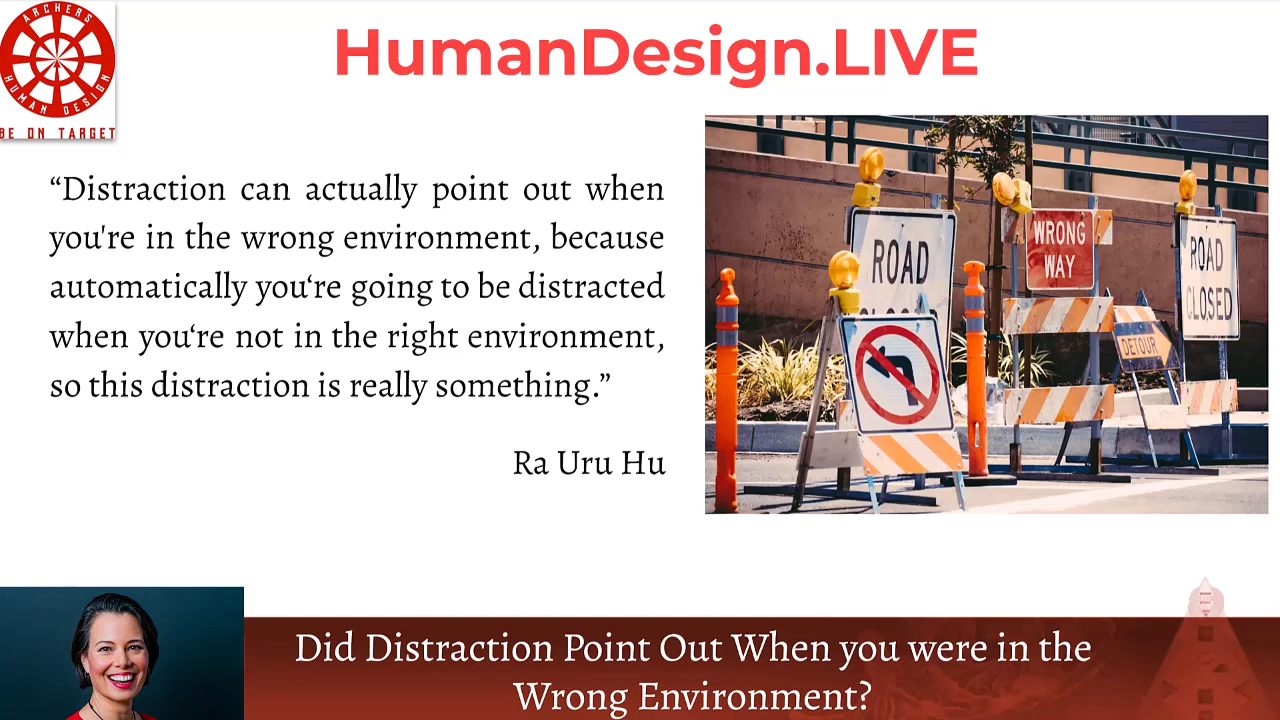 ARCHERS
HUMAN DESIGN
BE ON TARGET
HumanDesign.LIVE
“Distraction can actually point out when
you're in the wrong environment, because
automatically you‘re going to be distracted
when you‘re not in the right environment,
so this distraction is really something.”
Ra Uru Hu
ROAD
CLOSED
WRONG
WAY
DETOUR
ROAD
CLOSED
Did Distraction Point Out When you were in the
Wrong Environment?